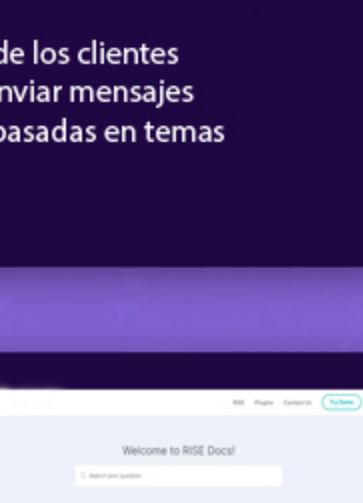 de los clientes
nviar mensajes
basadas en temas
RISE Plugins Contact Us Try Demo
Welcome to RISE Docs!
Search your question